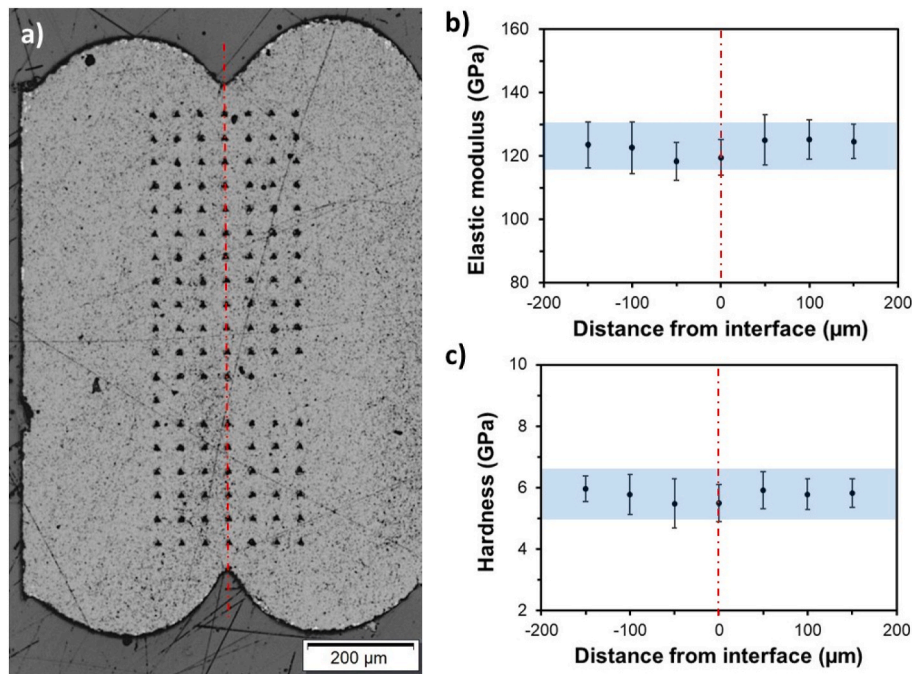 a)
200 µm
b)
Elastic modulus (GPa)
160
140
120
100
80
-200
-100
0
100
200
Distance from interface (µm)
c)
Hardness (GPa)
10
8
6
4
2
-200
-100
0
100
200
Distance from interface (µm)